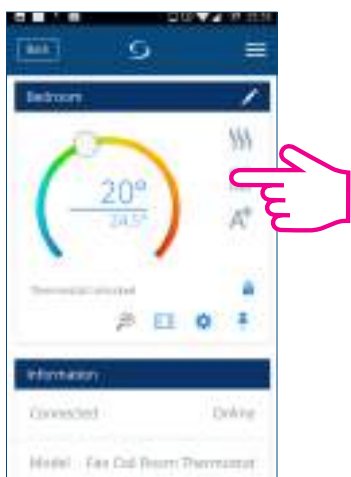 Back
Bedroom
20°
24.5°
A
Thermostat unlocked
Information
Connected Online
Model Fan Coil Room Thermostat